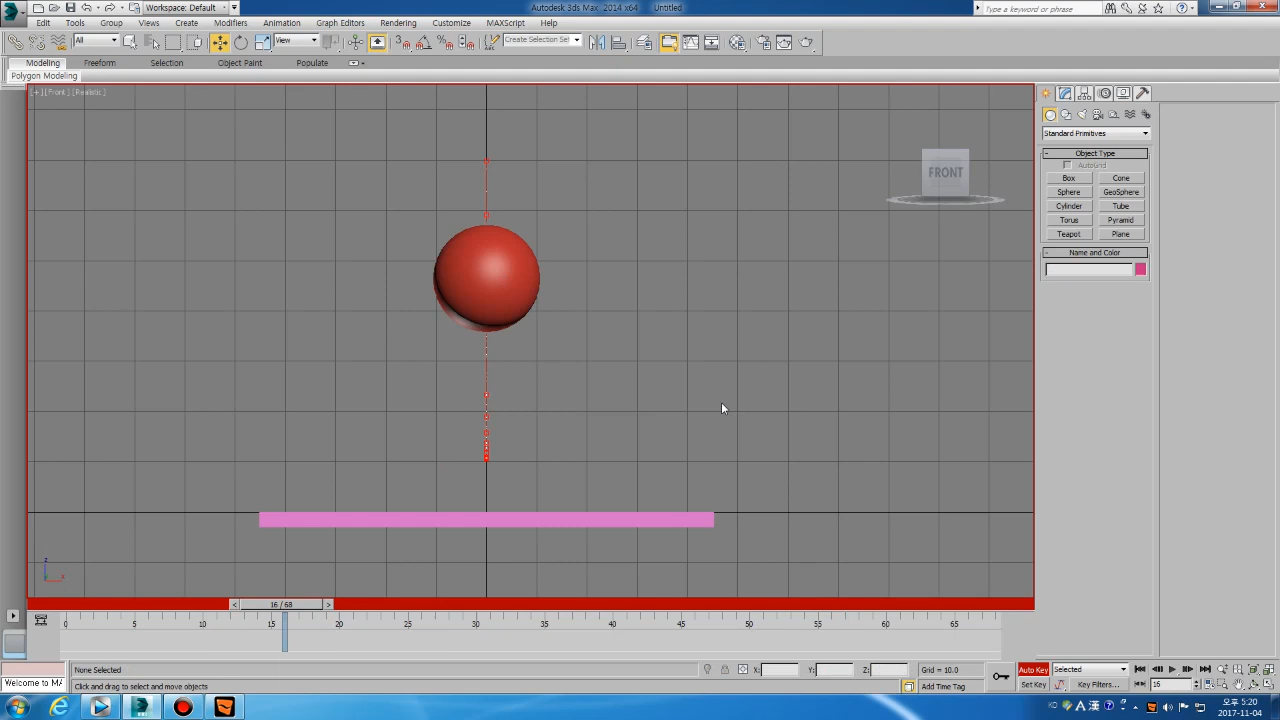 Autodesk 3ds Max 2014 x64 Untitled
Workspace: Default
Type a keyword or phrase
Edit Tools Group Views Create Modifiers Animation Graph Editors Rendering Customize MAXScript Help
All View Create Selection Se
Modeling Freeform Selection Object Paint Populate
Polygon Modeling
[+] [Front] [Realistic]
FRONT
Standard Primitives
- Object Type
AutoGrid
Box Cone
Sphere GeoSphere
Cylinder Tube
Torus Pyramid
Teapot Plane
- Name and Color
z
x
< 16 / 68 >
0 5 10 15 20 25 30 35 40 45 50 55 60 65
None Selected X: Y: Z: Grid = 10.0 Auto Key Selected
Welcome to MA Click and drag to select and move objects Add Time Tag Set Key Key Filters... 16
A 漢
오후 5:20
2017-11-04